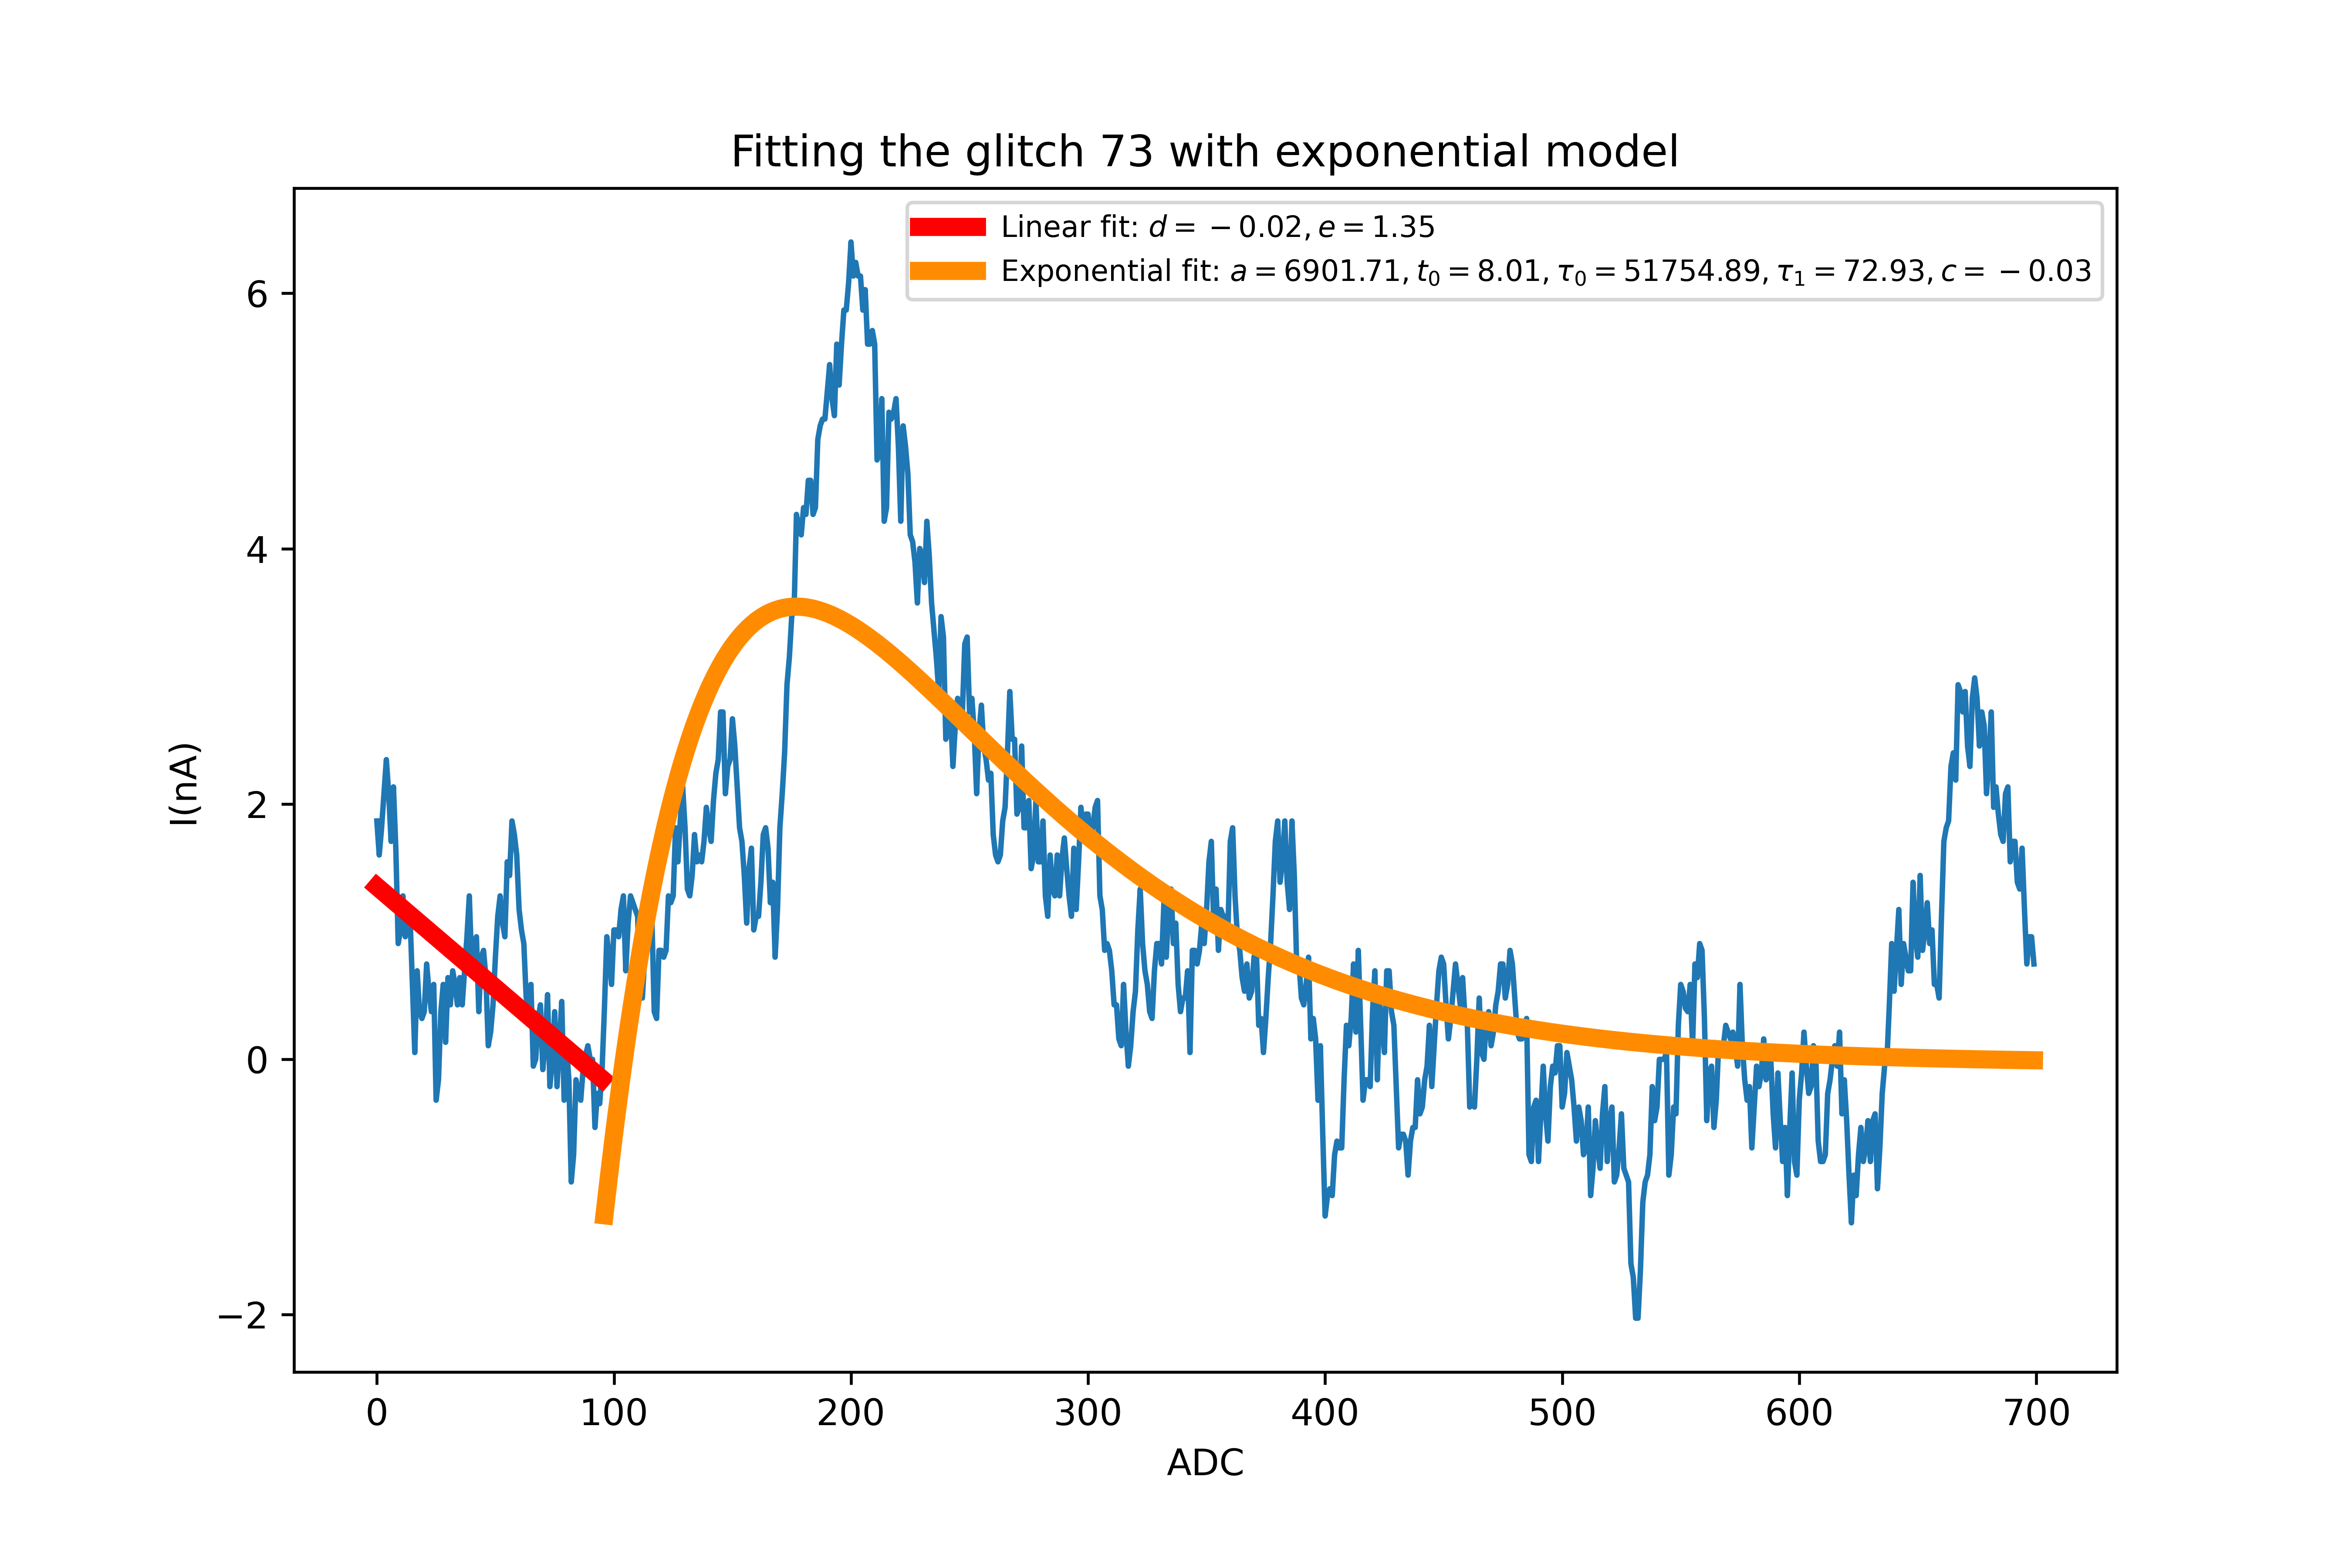 Fitting the glitch 73 with exponential model
Linear fit: d = −0.02, e = 1.35
Exponential fit: a = 6901.71, t₀ = 8.01, τ₀ = 51754.89, τ₁ = 72.93, c = −0.03
I(nA)
6
4
2
0
−2
0 100 200 300 400 500 600 700
ADC